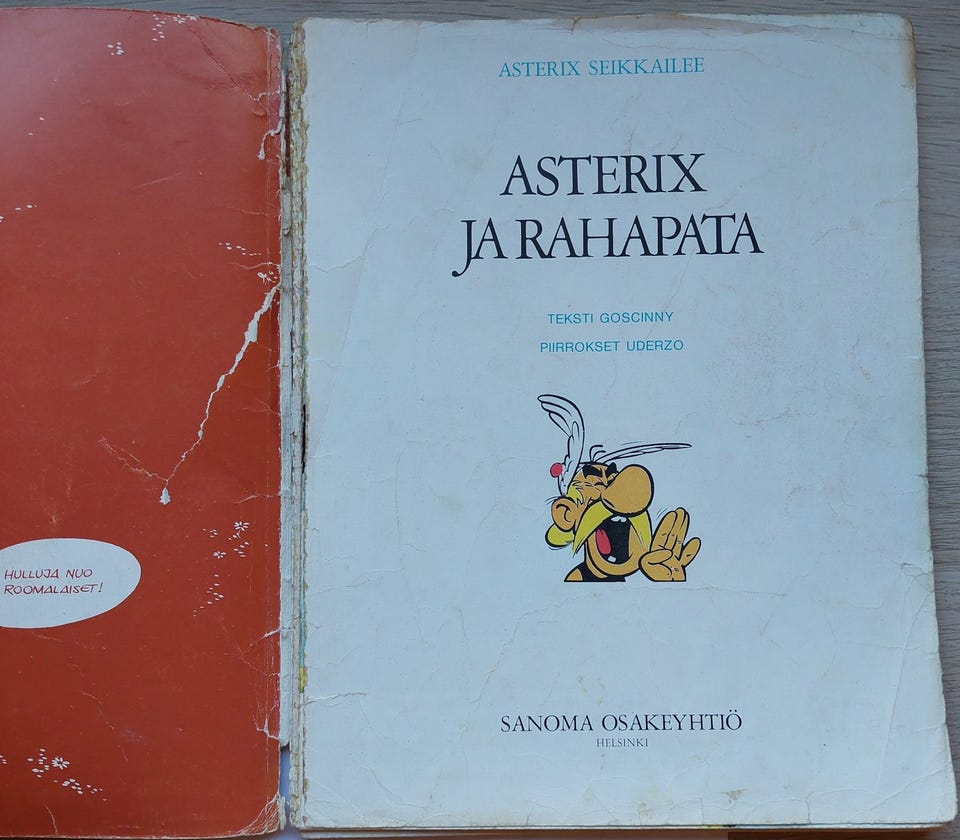 HULLUJA NUO
ROOMALAISET!
ASTERIX SEIKKAILEE
ASTERIX
JA RAHAPATA
TEKSTI GOSCINNY
PIIRROKSET UDERZO
SANOMA OSAKEYHTIÖ
HELSINKI